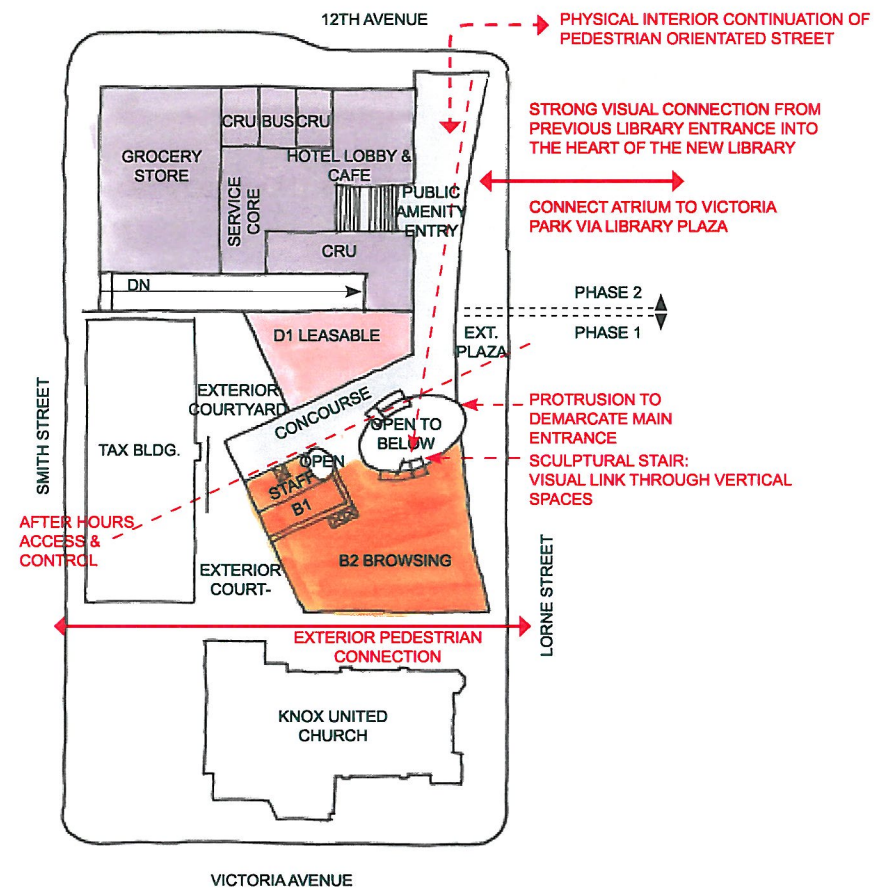 12TH AVENUE
PHYSICAL INTERIOR CONTINUATION OF
PEDESTRIAN ORIENTATED STREET
STRONG VISUAL CONNECTION FROM
PREVIOUS LIBRARY ENTRANCE INTO
THE HEART OF THE NEW LIBRARY
CONNECT ATRIUM TO VICTORIA
PARK VIA LIBRARY PLAZA
CRU
BUS
CRU
GROCERY
STORE
HOTEL LOBBY &
CAFE
SERVICE
CORE
PUBLIC
AMENITY
ENTRY
CRU
DN
PHASE 2
PHASE 1
D1 LEASABLE
EXT.
PLAZA
EXTERIOR
COURTYARD
CONCOURSE
OPEN TO
BELOW
PROTRUSION TO
DEMARCATE MAIN
ENTRANCE
SCULPTURAL STAIR:
VISUAL LINK THROUGH VERTICAL
SPACES
SMITH STREET
TAX BLDG.
OPEN
STAFF
B1
AFTER HOURS
ACCESS &
CONTROL
B2 BROWSING
EXTERIOR
COURT-
LORNE STREET
EXTERIOR PEDESTRIAN
CONNECTION
KNOX UNITED
CHURCH
VICTORIA AVENUE